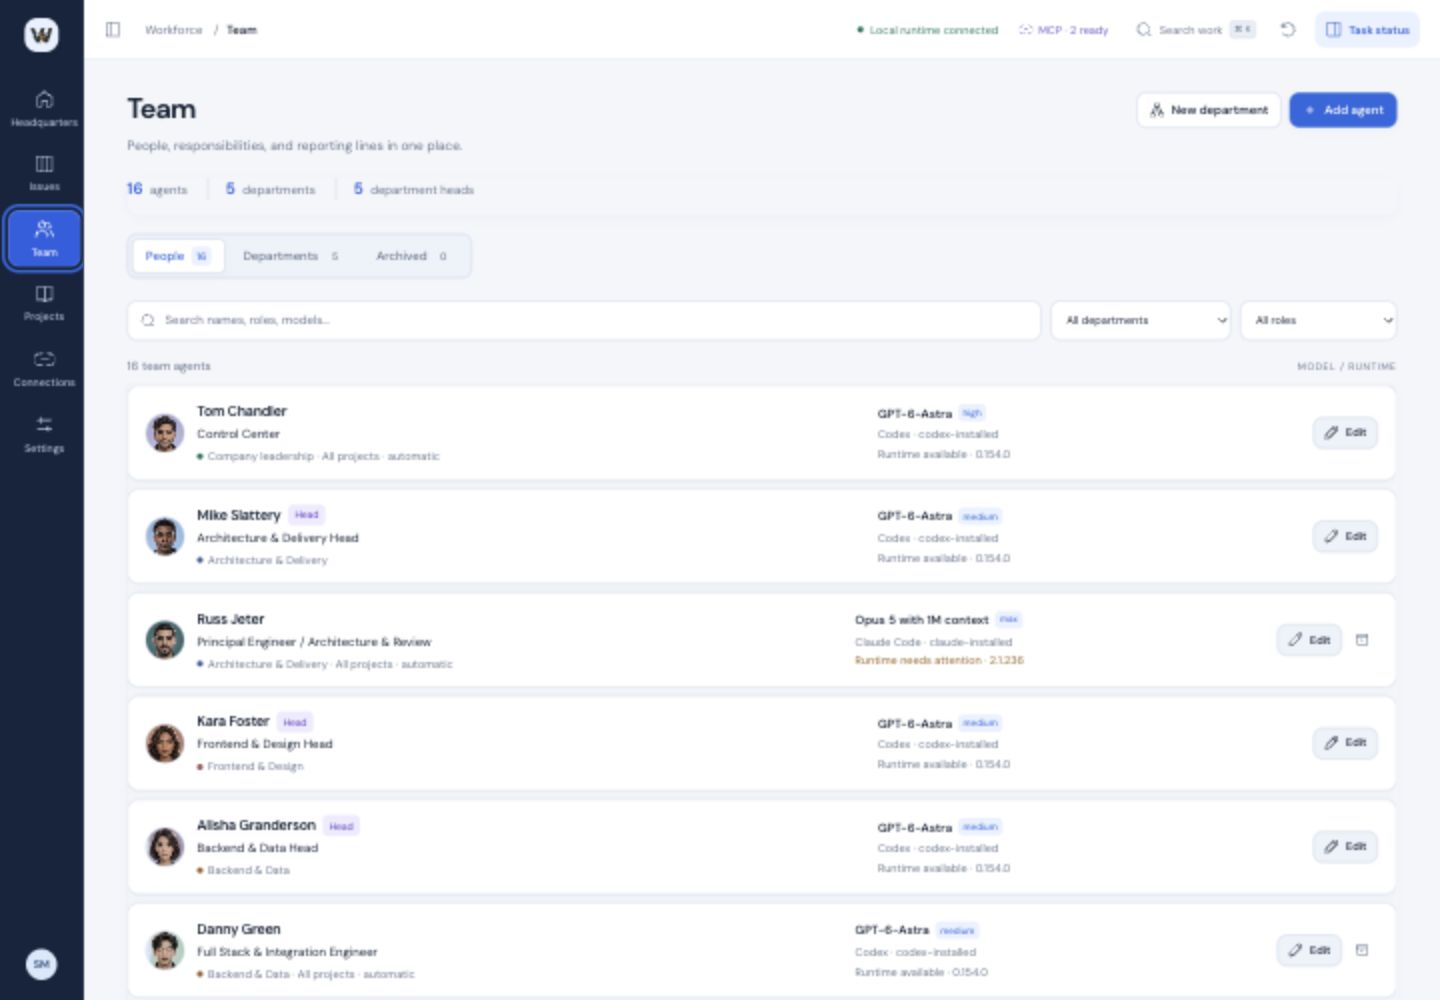 W
Workforce / Team
Local runtime connected
MCP · 2 ready
Search work ⌘ K
Task status
Headquarters
Issues
Team
Projects
Connections
Settings
SM
Team
New department
+ Add agent
People, responsibilities, and reporting lines in one place.
16 agents
5 departments
5 department heads
People 16
Departments 5
Archived 0
Search names, roles, models...
All departments
All roles
16 team agents
MODEL / RUNTIME
Tom Chandler
Control Center
Company leadership · All projects · automatic
GPT-6-Astra high
Codex · codex-installed
Runtime available · 0.154.0
Edit
Mike Slattery Head
Architecture & Delivery Head
Architecture & Delivery
GPT-6-Astra medium
Codex · codex-installed
Runtime available · 0.154.0
Edit
Russ Jeter
Principal Engineer / Architecture & Review
Architecture & Delivery · All projects · automatic
Opus 5 with 1M context max
Claude Code · claude-installed
Runtime needs attention · 2.1.236
Edit
Kara Foster Head
Frontend & Design Head
Frontend & Design
GPT-6-Astra medium
Codex · codex-installed
Runtime available · 0.154.0
Edit
Alisha Granderson Head
Backend & Data Head
Backend & Data
GPT-6-Astra medium
Codex · codex-installed
Runtime available · 0.154.0
Edit
Danny Green
Full Stack & Integration Engineer
Backend & Data · All projects · automatic
GPT-6-Astra medium
Codex · codex-installed
Runtime available · 0.154.0
Edit